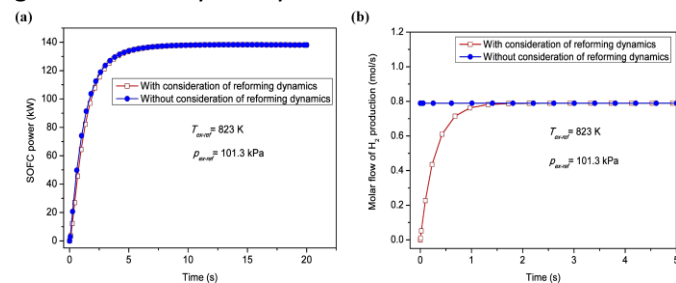 (a)
140
120
100
80
60
40
20
0
SOFC power (kW)
With consideration of reforming dynamics
Without consideration of reforming dynamics
T_ex-ref = 823 K
p_ex-ref = 101.3 kPa
0 5 10 15 20
Time (s)
(b)
1.2
1.0
0.8
0.6
0.4
0.2
0.0
Molar flow of H2 production (mol/s)
With consideration of reforming dynamics
Without consideration of reforming dynamics
T_ex-ref = 823 K
p_ex-ref = 101.3 kPa
0 1 2 3 4 5
Time (s)